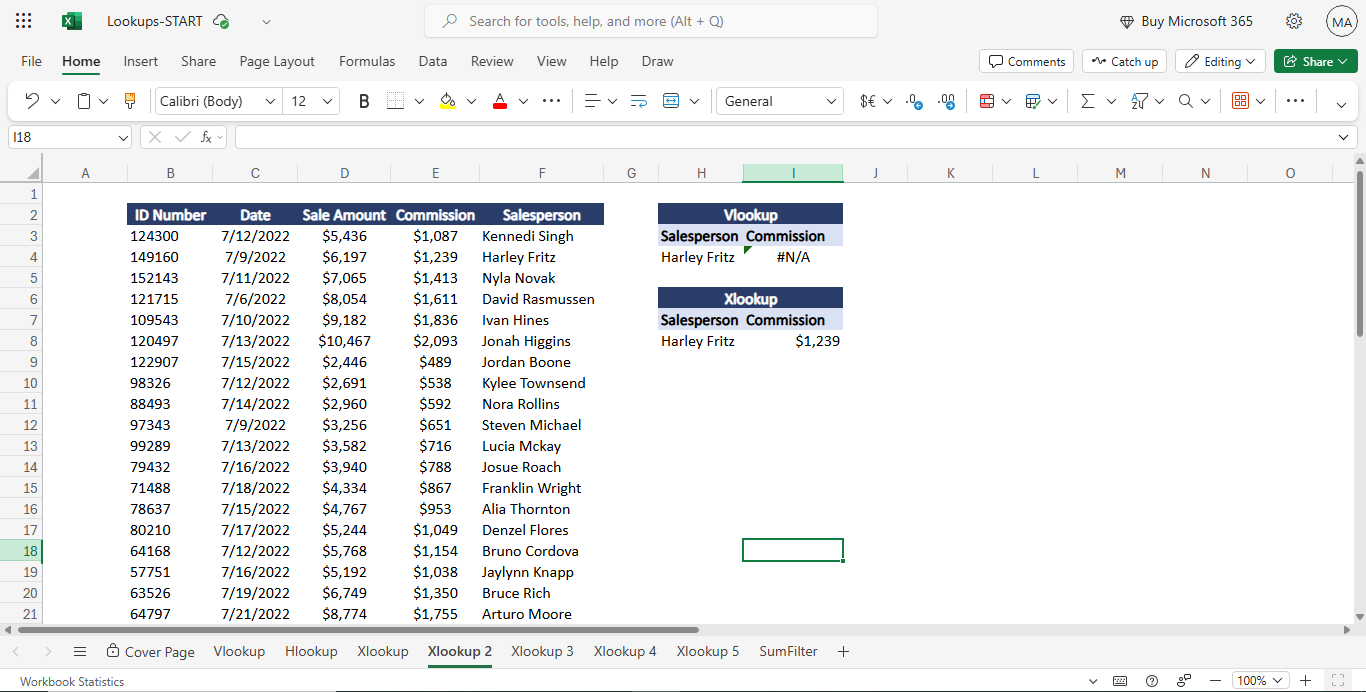 Lookups-START
Search for tools, help, and more (Alt + Q)
Buy Microsoft 365
MA
File Home Insert Share Page Layout Formulas Data Review View Help Draw
Comments Catch up Editing Share
Calibri (Body) 12 B A General $€ .0 .00
I18 fx
A B C D E F G H I J K L M N O
1
2 ID Number Date Sale Amount Commission Salesperson Vlookup
3 124300 7/12/2022 $5,436 $1,087 Kennedi Singh Salesperson Commission
4 149160 7/9/2022 $6,197 $1,239 Harley Fritz Harley Fritz #N/A
5 152143 7/11/2022 $7,065 $1,413 Nyla Novak
6 121715 7/6/2022 $8,054 $1,611 David Rasmussen Xlookup
7 109543 7/10/2022 $9,182 $1,836 Ivan Hines Salesperson Commission
8 120497 7/13/2022 $10,467 $2,093 Jonah Higgins Harley Fritz $1,239
9 122907 7/15/2022 $2,446 $489 Jordan Boone
10 98326 7/12/2022 $2,691 $538 Kylee Townsend
11 88493 7/14/2022 $2,960 $592 Nora Rollins
12 97343 7/9/2022 $3,256 $651 Steven Michael
13 99289 7/13/2022 $3,582 $716 Lucia Mckay
14 79432 7/16/2022 $3,940 $788 Josue Roach
15 71488 7/18/2022 $4,334 $867 Franklin Wright
16 78637 7/15/2022 $4,767 $953 Alia Thornton
17 80210 7/17/2022 $5,244 $1,049 Denzel Flores
18 64168 7/12/2022 $5,768 $1,154 Bruno Cordova
19 57751 7/16/2022 $5,192 $1,038 Jaylynn Knapp
20 63526 7/19/2022 $6,749 $1,350 Bruce Rich
21 64797 7/21/2022 $8,774 $1,755 Arturo Moore
Cover Page Vlookup Hlookup Xlookup Xlookup 2 Xlookup 3 Xlookup 4 Xlookup 5 SumFilter
Workbook Statistics 100%